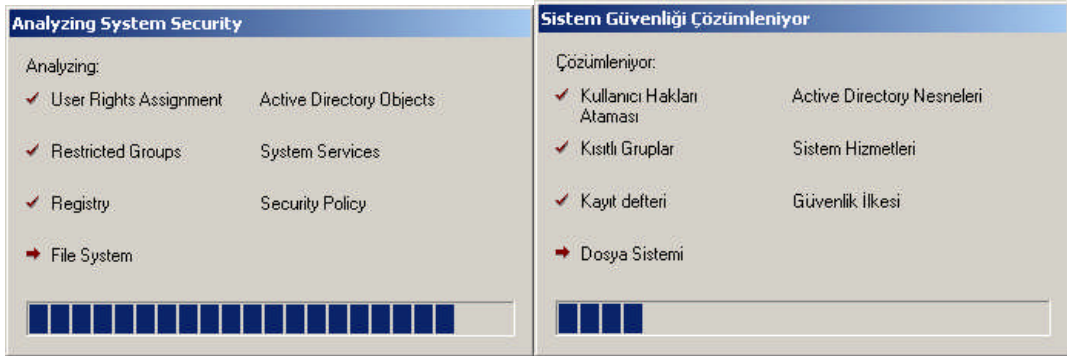 Analyzing System Security
Analyzing:
User Rights Assignment
Active Directory Objects
Restricted Groups
System Services
Registry
Security Policy
File System
Sistem Güvenliği Çözümleniyor
Çözümleniyor:
Kullanıcı Hakları
Ataması
Active Directory Nesneleri
Kısıtlı Gruplar
Sistem Hizmetleri
Kayıt defteri
Güvenlik İlkesi
Dosya Sistemi